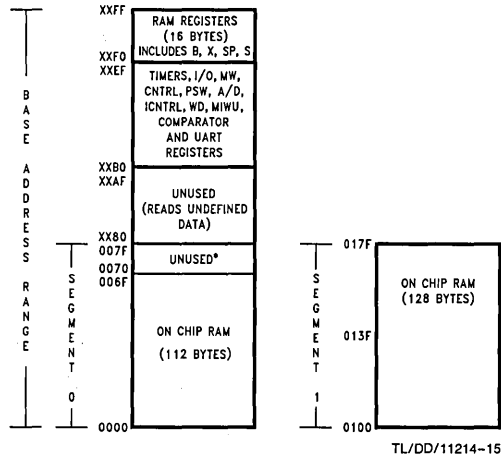 XXFF
RAM REGISTERS
(16 BYTES)
INCLUDES B, X, SP, S
XXF0
XXEF
TIMERS, I/O, MW,
CNTRL, PSW, A/D,
ICNTRL, WD, MIWU,
COMPARATOR
AND UART
REGISTERS
XXB0
XXAF
UNUSED
(READS UNDEFINED
DATA)
XX80
007F
UNUSED*
0070
006F
ON CHIP RAM
(112 BYTES)
0000
BASE ADDRESS RANGE
SEGMENT 0
SEGMENT 1
017F
ON CHIP RAM
(128 BYTES)
013F
0100
TL/DD/11214-15